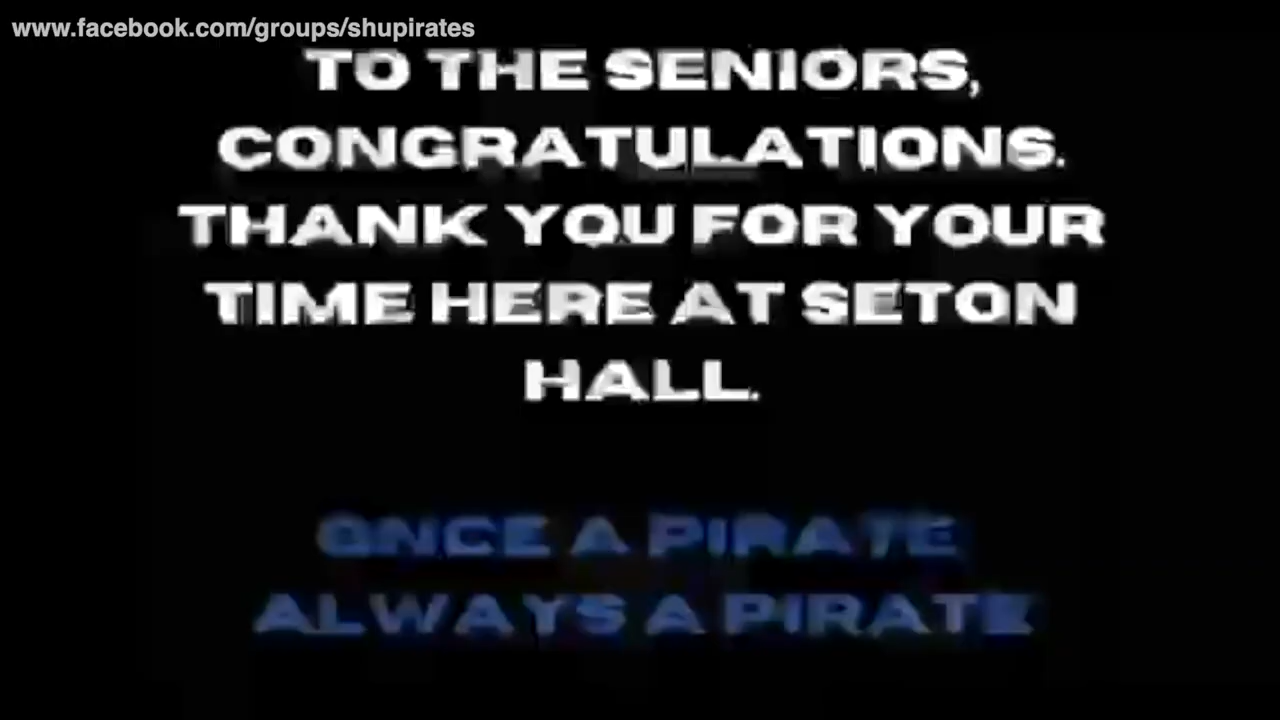 www.facebook.com/groups/shupirates
TO THE SENIORS,
CONGRATULATIONS.
THANK YOU FOR YOUR
TIME HERE AT SETON
HALL.
ONCE A PIRATE
ALWAYS A PIRATE